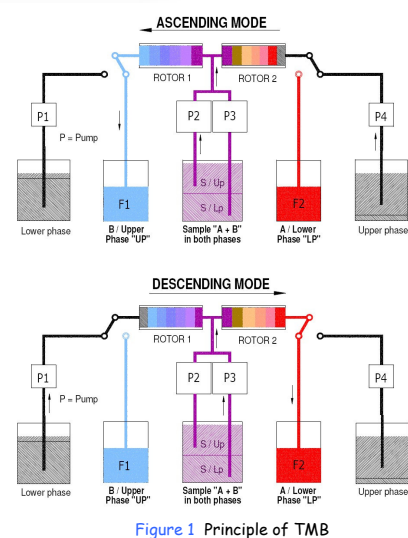 ASCENDING MODE
ROTOR 1
ROTOR 2
P1
P2
P3
P4
P = Pump
S / Up
S / Lp
F1
F2
Lower phase
B / Upper
Phase "UP"
Sample "A + B"
in both phases
A / Lower
Phase "LP"
Upper phase
DESCENDING MODE
ROTOR 1
ROTOR 2
P1
P2
P3
P4
P = Pump
S / Up
S / Lp
F1
F2
Lower phase
B / Upper
Phase "UP"
Sample "A + B"
in both phases
A / Lower
Phase "LP"
Upper phase
Figure 1 Principle of TMB